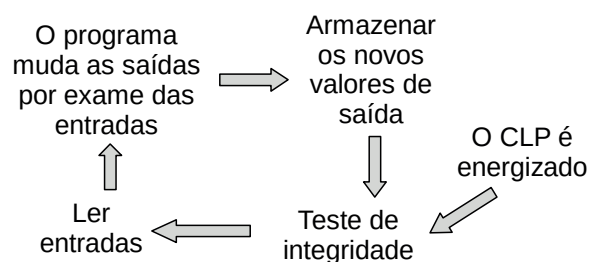 O programa
muda as saídas
por exame das
entradas
Armazenar
os novos
valores de
saída
O CLP é
energizado
Ler
entradas
Teste de
integridade